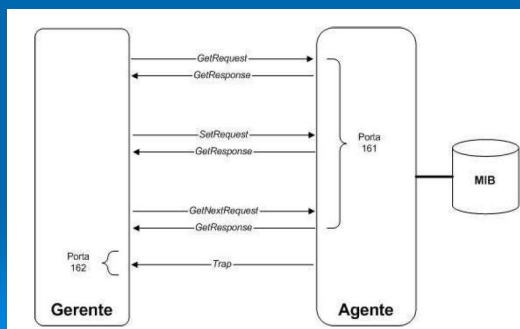 GetRequest
GetResponse
SetRequest
GetResponse
GetNextRequest
GetResponse
Trap
Porta
161
MIB
Porta
162
Gerente
Agente